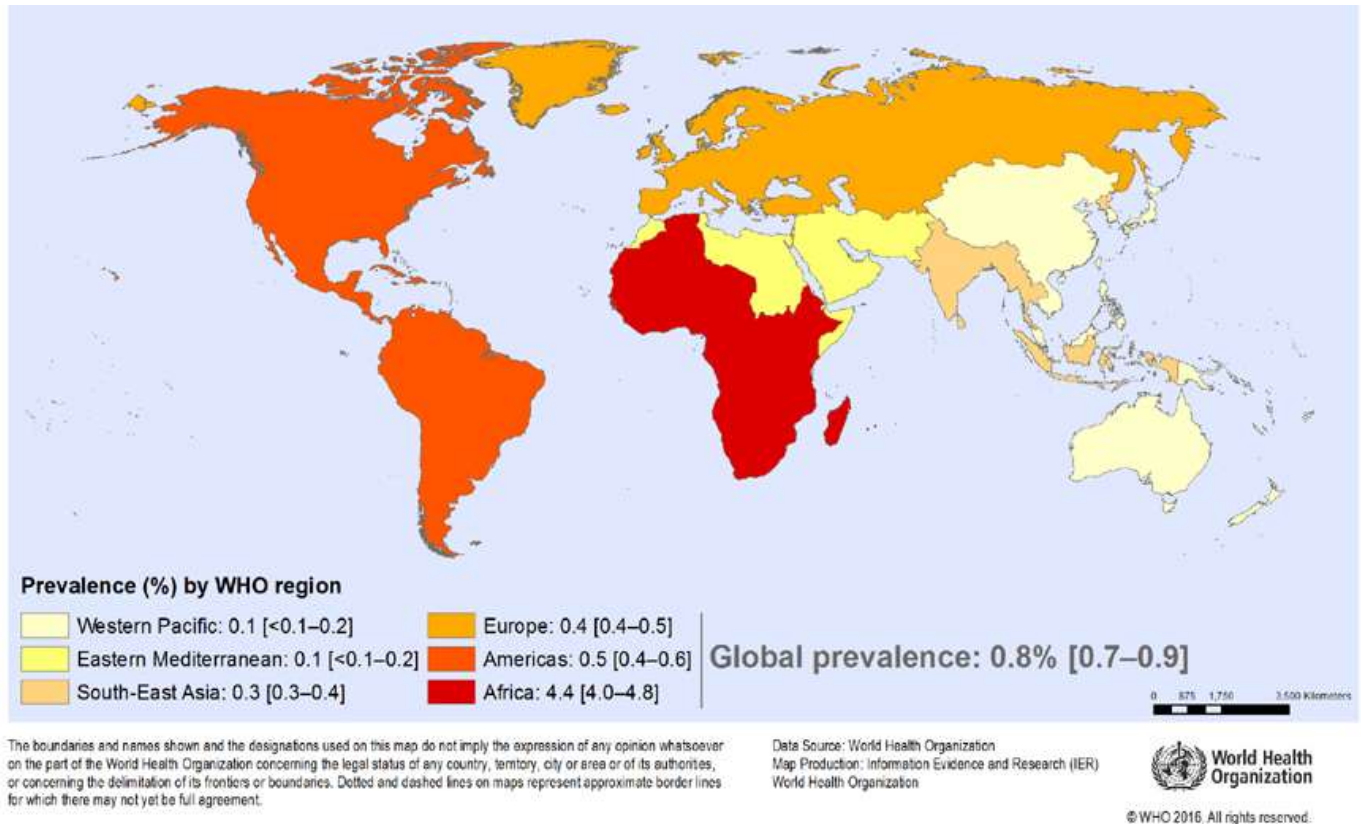 Prevalence (%) by WHO region
Western Pacific: 0.1 [<0.1–0.2]
Eastern Mediterranean: 0.1 [<0.1–0.2]
South-East Asia: 0.3 [0.3–0.4]
Europe: 0.4 [0.4–0.5]
Americas: 0.5 [0.4–0.6]
Africa: 4.4 [4.0–4.8]
Global prevalence: 0.8% [0.7–0.9]
0 875 1,750 3,500 Kilometers
The boundaries and names shown and the designations used on this map do not imply the expression of any opinion whatsoever
on the part of the World Health Organization concerning the legal status of any country, territory, city or area or of its authorities,
or concerning the delimitation of its frontiers or boundaries. Dotted and dashed lines on maps represent approximate border lines
for which there may not yet be full agreement.
Data Source: World Health Organization
Map Production: Information Evidence and Research (IER)
World Health Organization
World Health
Organization
© WHO 2016. All rights reserved.